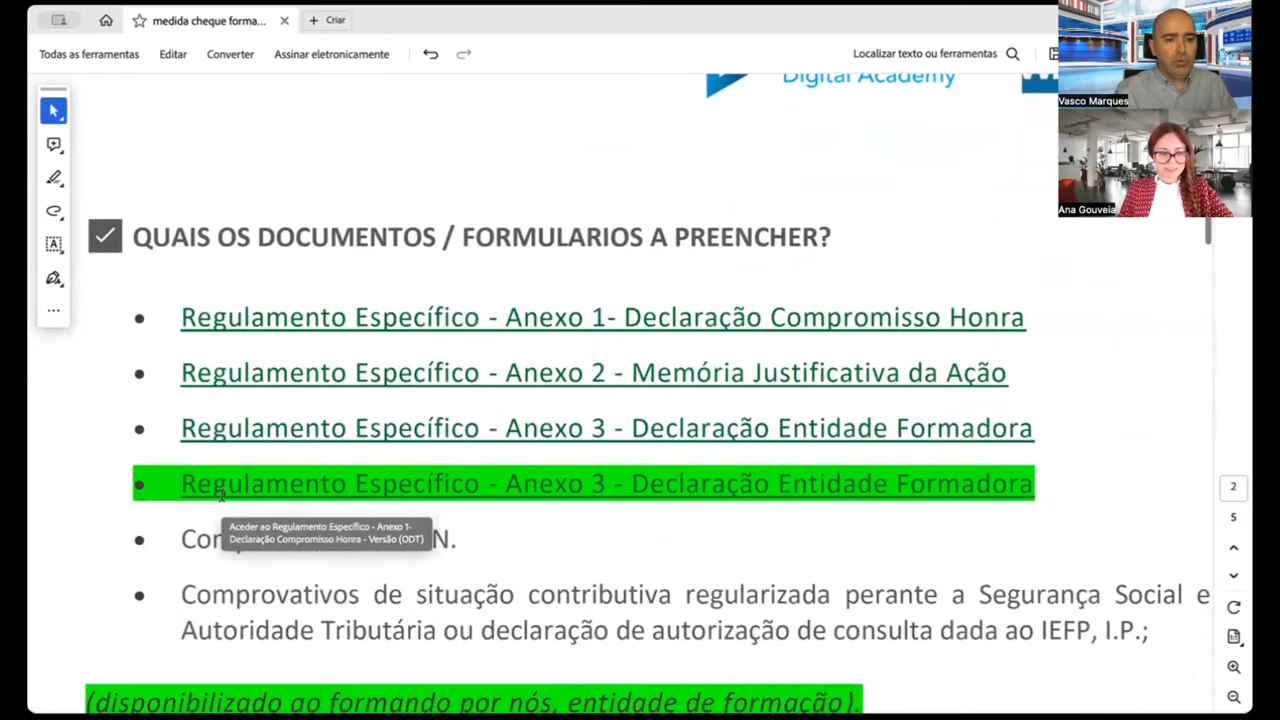 medida cheque forma...
Criar
Todas as ferramentas
Editar
Converter
Assinar eletronicamente
Localizar texto ou ferramentas
Digital Academy
Vasco Marques
Ana Gouveia
QUAIS OS DOCUMENTOS / FORMULARIOS A PREENCHER?
Regulamento Específico - Anexo 1- Declaração Compromisso Honra
Regulamento Específico - Anexo 2 - Memória Justificativa da Ação
Regulamento Específico - Anexo 3 - Declaração Entidade Formadora
Regulamento Específico - Anexo 3 - Declaração Entidade Formadora
Aceder ao Regulamento Específico - Anexo 1-
Declaração Compromisso Honra - Versão (ODT)
Comprovativos de situação contributiva regularizada perante a Segurança Social e
Autoridade Tributária ou declaração de autorização de consulta dada ao IEFP, I.P.;
(disponibilizado ao formando por nós, entidade de formação).
2
5